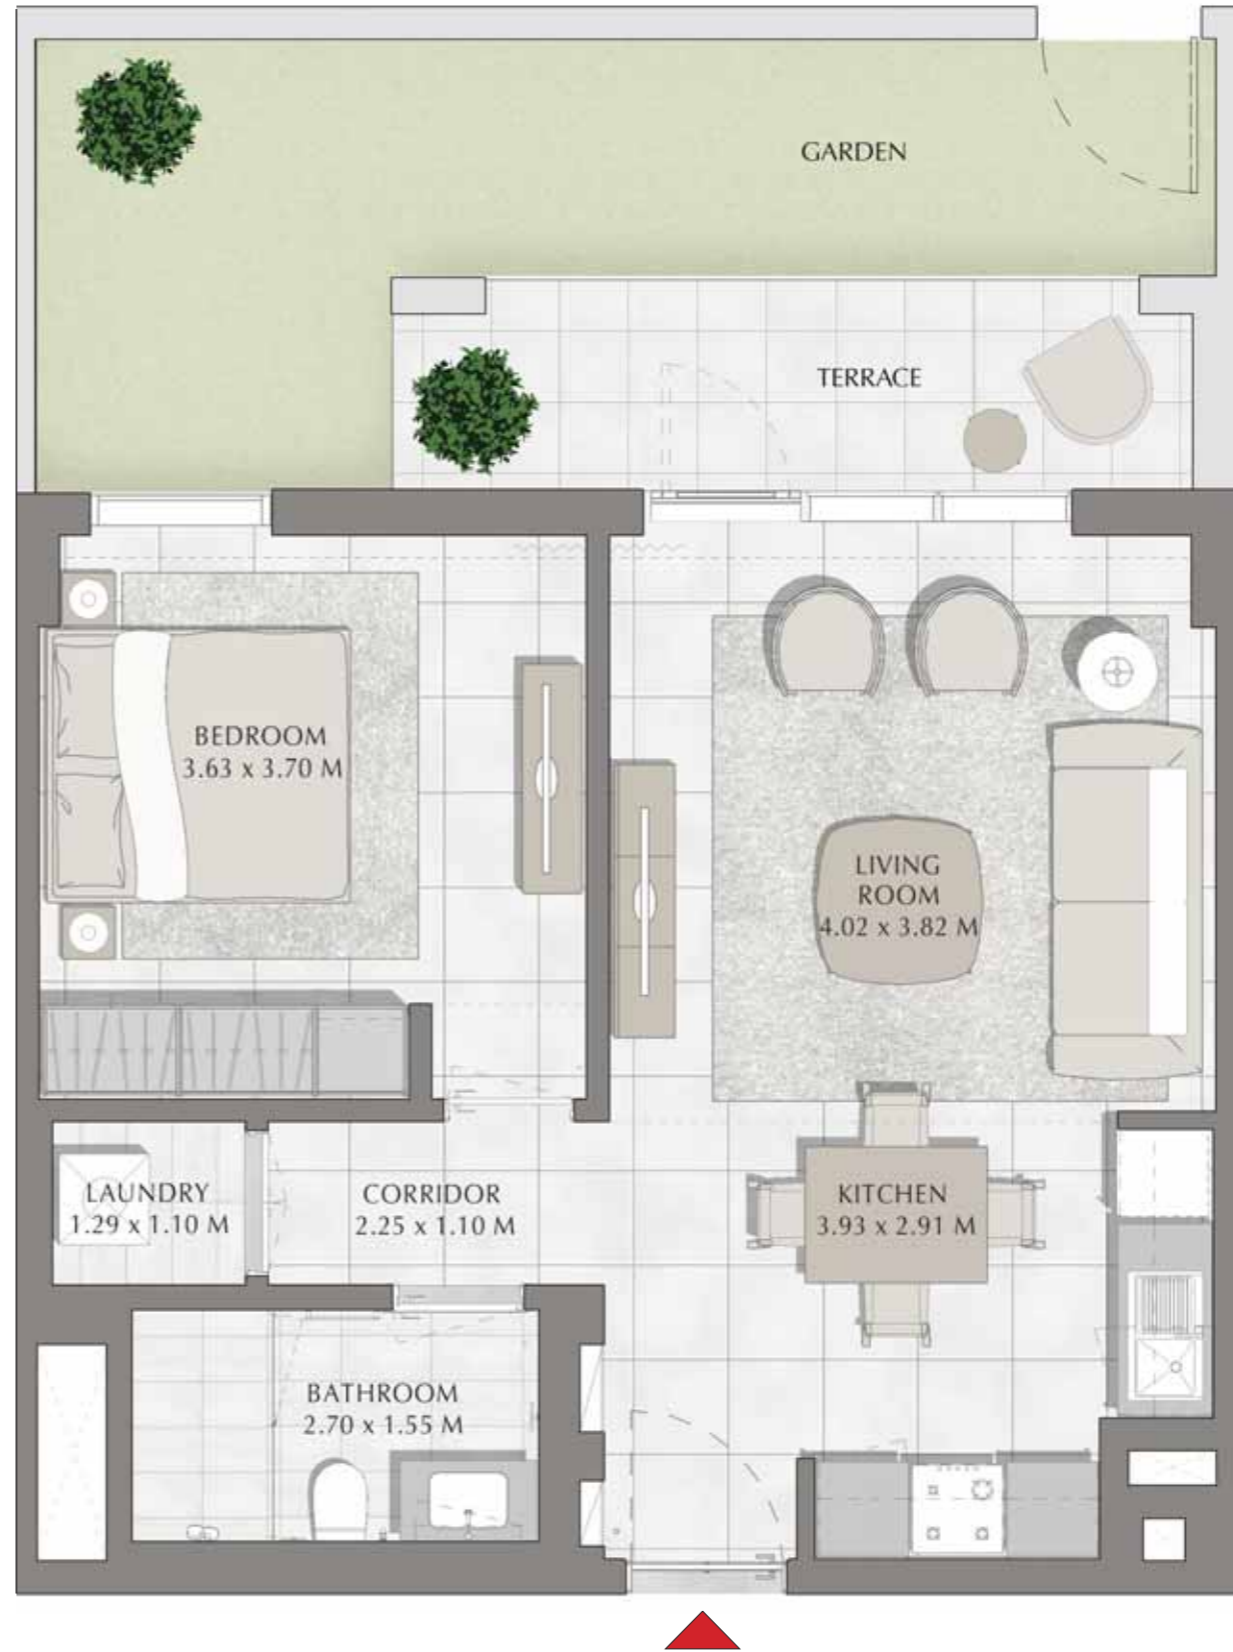 GARDEN
TERRACE
BEDROOM
3.63 x 3.70 M
LIVING
ROOM
4.02 x 3.82 M
LAUNDRY
1.29 x 1.10 M
CORRIDOR
2.25 x 1.10 M
KITCHEN
3.93 x 2.91 M
BATHROOM
2.70 x 1.55 M